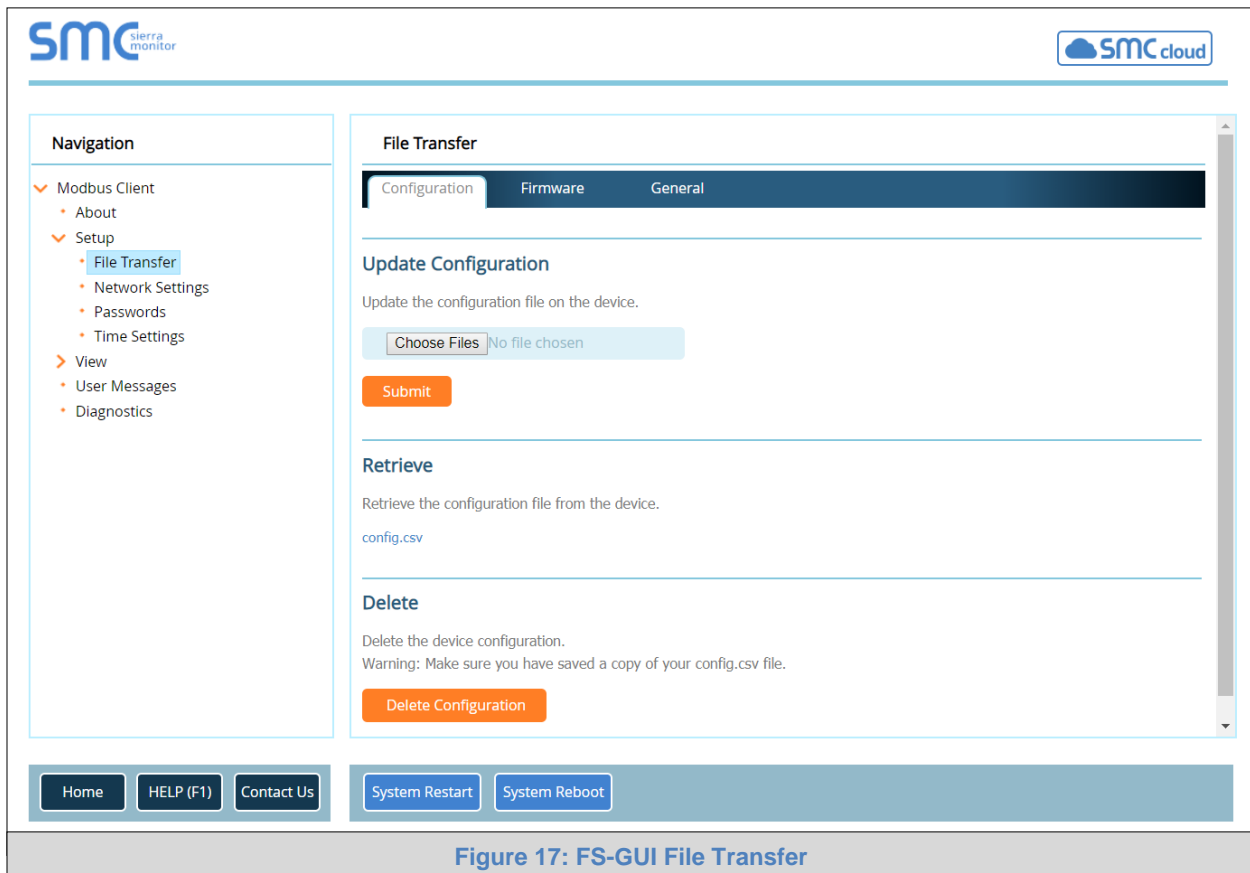 SMC sierra monitor
SMC cloud
Navigation
Modbus Client
About
Setup
File Transfer
Network Settings
Passwords
Time Settings
View
User Messages
Diagnostics
File Transfer
Configuration Firmware General
Update Configuration
Update the configuration file on the device.
Choose Files No file chosen
Submit
Retrieve
Retrieve the configuration file from the device.
config.csv
Delete
Delete the device configuration.
Warning: Make sure you have saved a copy of your config.csv file.
Delete Configuration
Home HELP (F1) Contact Us
System Restart System Reboot
Figure 17: FS-GUI File Transfer